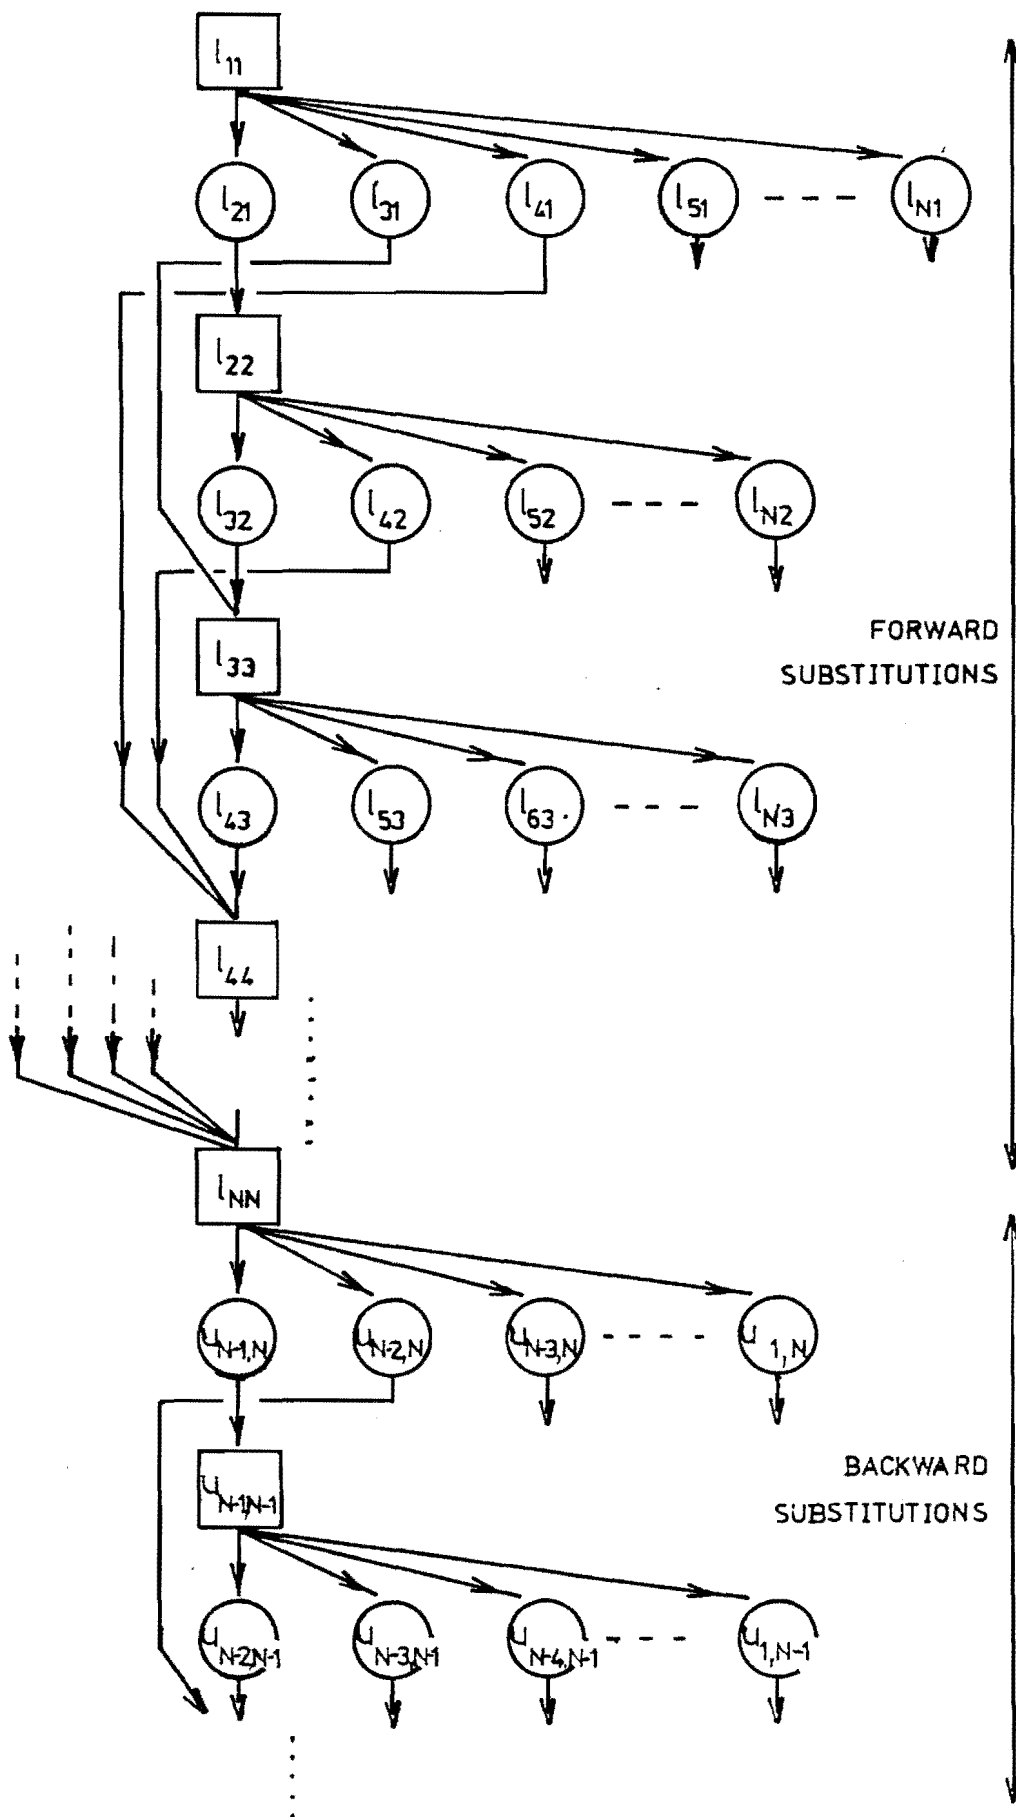 l11
l21 l31 l41 l51 - - - - lN1
l22
l32 l42 l52 - - - - lN2
FORWARD
SUBSTITUTIONS
l33
l43 l53 l63 - - - - lN3
l44
lNN
uN-1,N uN-2,N uN-3,N - - - - u1,N
BACKWARD
SUBSTITUTIONS
uN-1,N-1
uN-2,N-1 uN-3,N-1 uN-4,N-1 - - - - u1,N-1